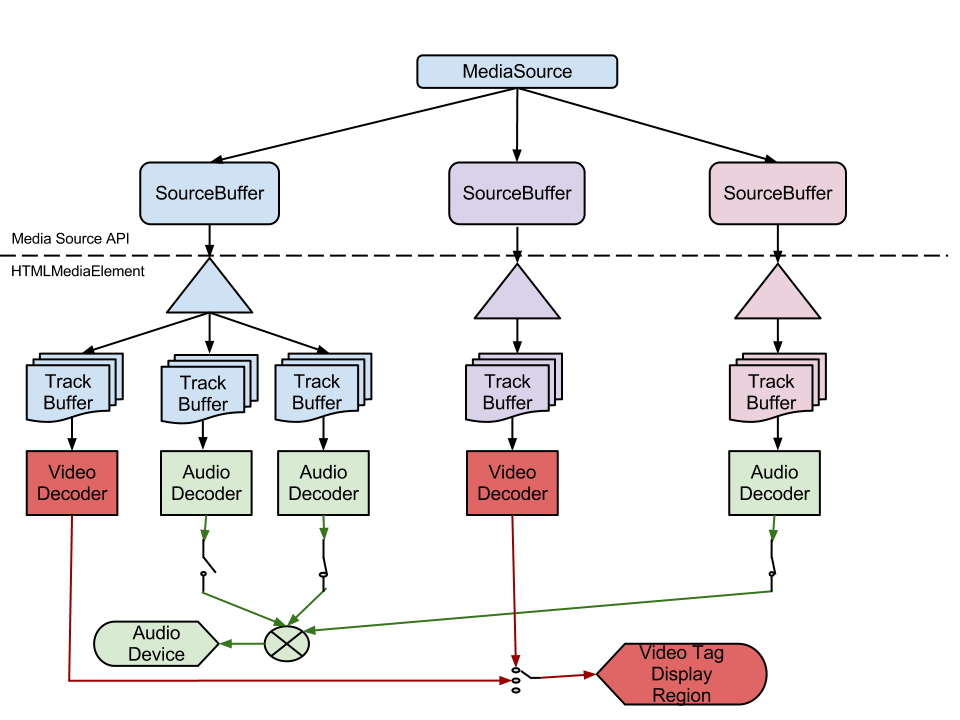 MediaSource
SourceBuffer
SourceBuffer
SourceBuffer
Media Source API
HTMLMediaElement
Track
Buffer
Track
Buffer
Track
Buffer
Track
Buffer
Track
Buffer
Video
Decoder
Audio
Decoder
Audio
Decoder
Video
Decoder
Audio
Decoder
Audio
Device
Video Tag
Display
Region